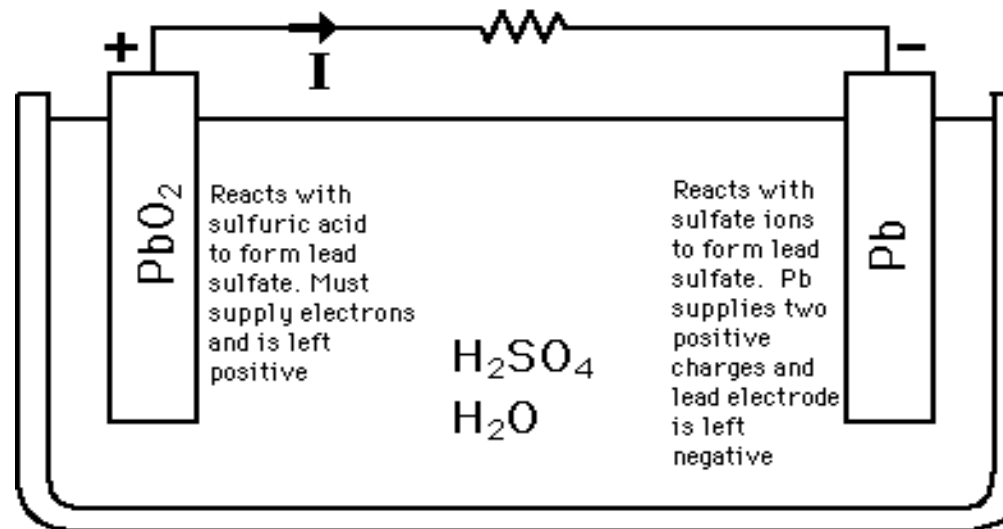 +
−
I
PbO₂
Reacts with
sulfuric acid
to form lead
sulfate. Must
supply electrons
and is left
positive
H₂SO₄
H₂O
Reacts with
sulfate ions
to form lead
sulfate. Pb
supplies two
positive
charges and
lead electrode
is left
negative
Pb